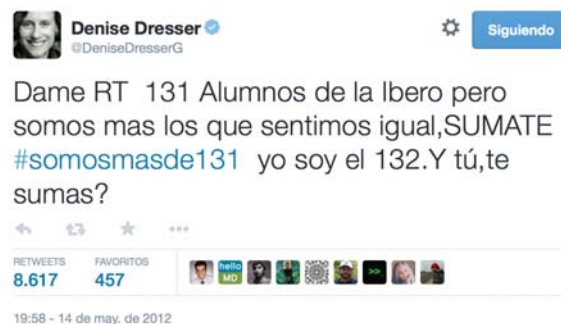 Denise Dresser
@DeniseDresserG
Siguiendo
Dame RT 131 Alumnos de la Ibero pero
somos mas los que sentimos igual,SUMATE
#somosmasde131 yo soy el 132.Y tú,te
sumas?
RETWEETS FAVORITOS
8.617 457
hello
MD
19:58 - 14 de may. de 2012